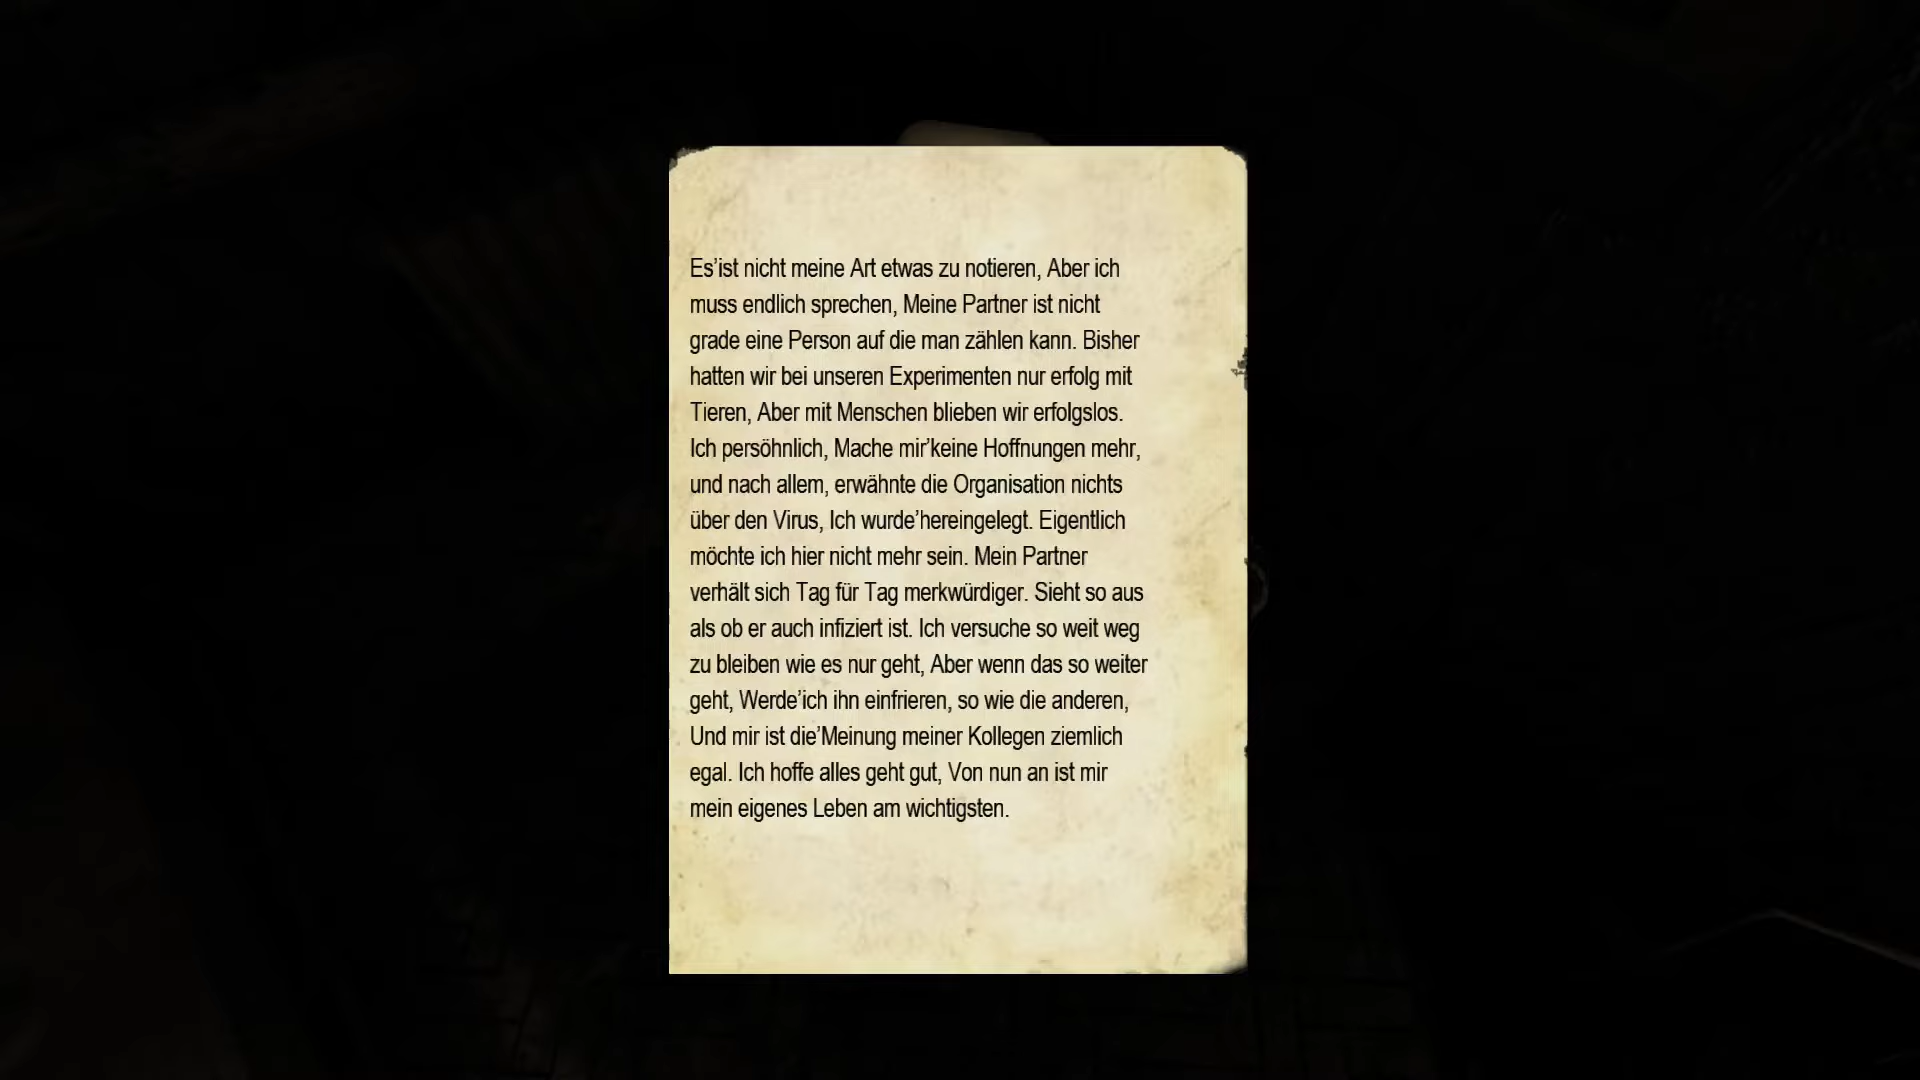 Es'ist nicht meine Art etwas zu notieren, Aber ich
muss endlich sprechen, Meine Partner ist nicht
grade eine Person auf die man zählen kann. Bisher
hatten wir bei unseren Experimenten nur erfolg mit
Tieren, Aber mit Menschen blieben wir erfolgslos.
Ich persöhnlich, Mache mir'keine Hoffnungen mehr,
und nach allem, erwähnte die Organisation nichts
über den Virus, Ich wurde'hereingelegt. Eigentlich
möchte ich hier nicht mehr sein. Mein Partner
verhält sich Tag für Tag merkwürdiger. Sieht so aus
als ob er auch infiziert ist. Ich versuche so weit weg
zu bleiben wie es nur geht, Aber wenn das so weiter
geht, Werde'ich ihn einfrieren, so wie die anderen,
Und mir ist die'Meinung meiner Kollegen ziemlich
egal. Ich hoffe alles geht gut, Von nun an ist mir
mein eigenes Leben am wichtigsten.